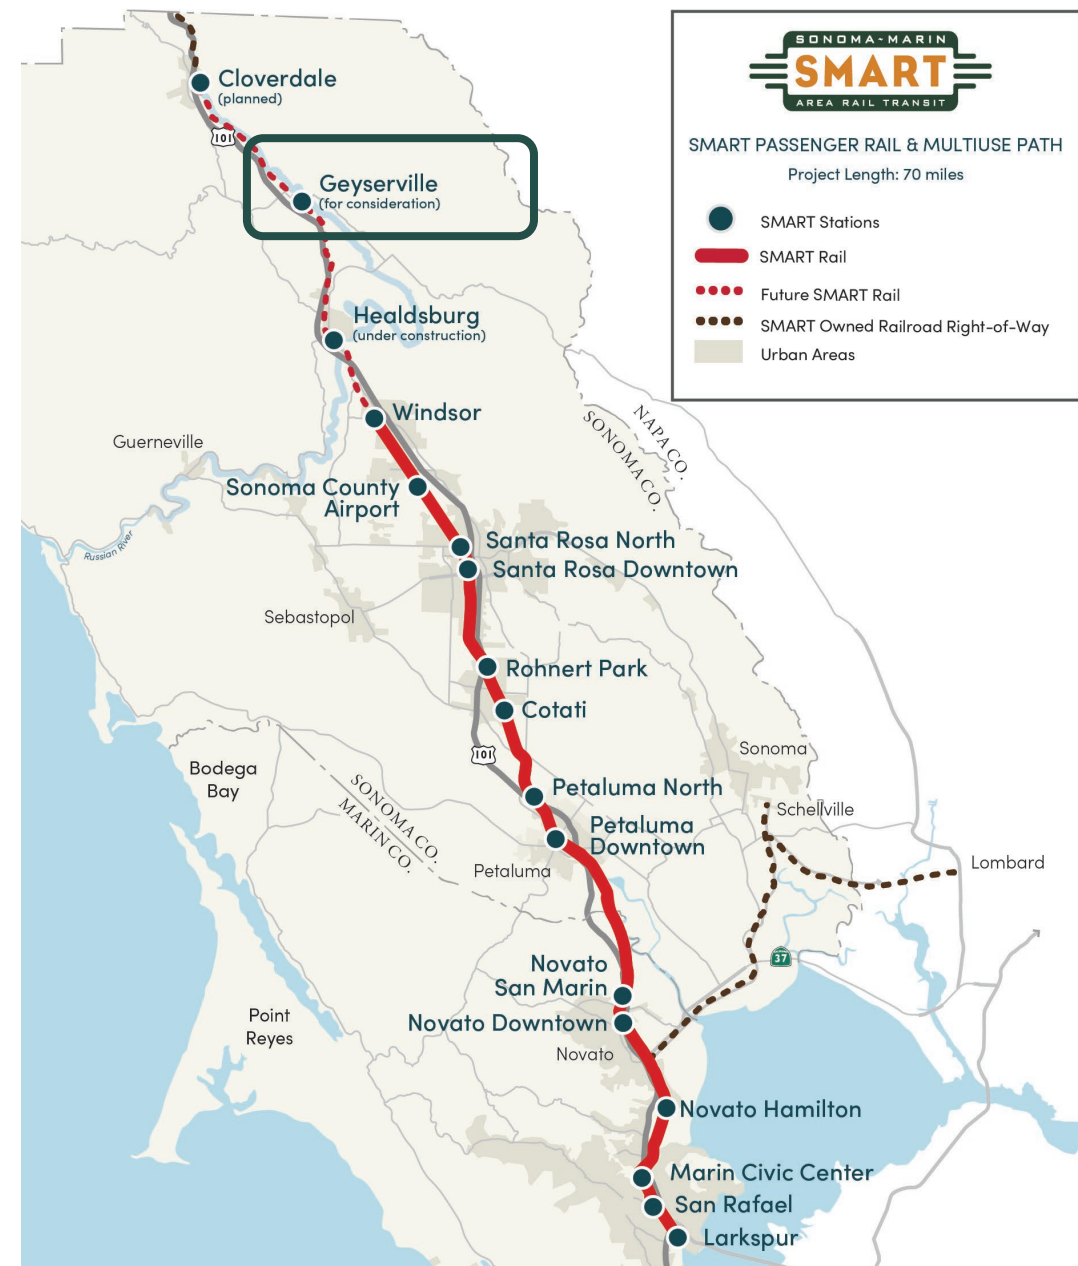 SONOMA-MARIN
SMART
AREA RAIL TRANSIT
SMART PASSENGER RAIL & MULTIUSE PATH
Project Length: 70 miles
SMART Stations
SMART Rail
Future SMART Rail
SMART Owned Railroad Right-of-Way
Urban Areas
Cloverdale
(planned)
101
Geyserville
(for consideration)
Healdsburg
(under construction)
Windsor
NAPA CO.
SONOMA CO.
Guerneville
Sonoma County
Airport
Russian River
Santa Rosa North
Santa Rosa Downtown
Sebastopol
Rohnert Park
Cotati
101
Sonoma
Bodega
Bay
SONOMA CO.
MARIN CO.
Petaluma North
Schellville
Petaluma
Downtown
Petaluma
Lombard
37
Novato
San Marin
Novato Downtown
Point
Reyes
Novato
Novato Hamilton
Marin Civic Center
San Rafael
Larkspur